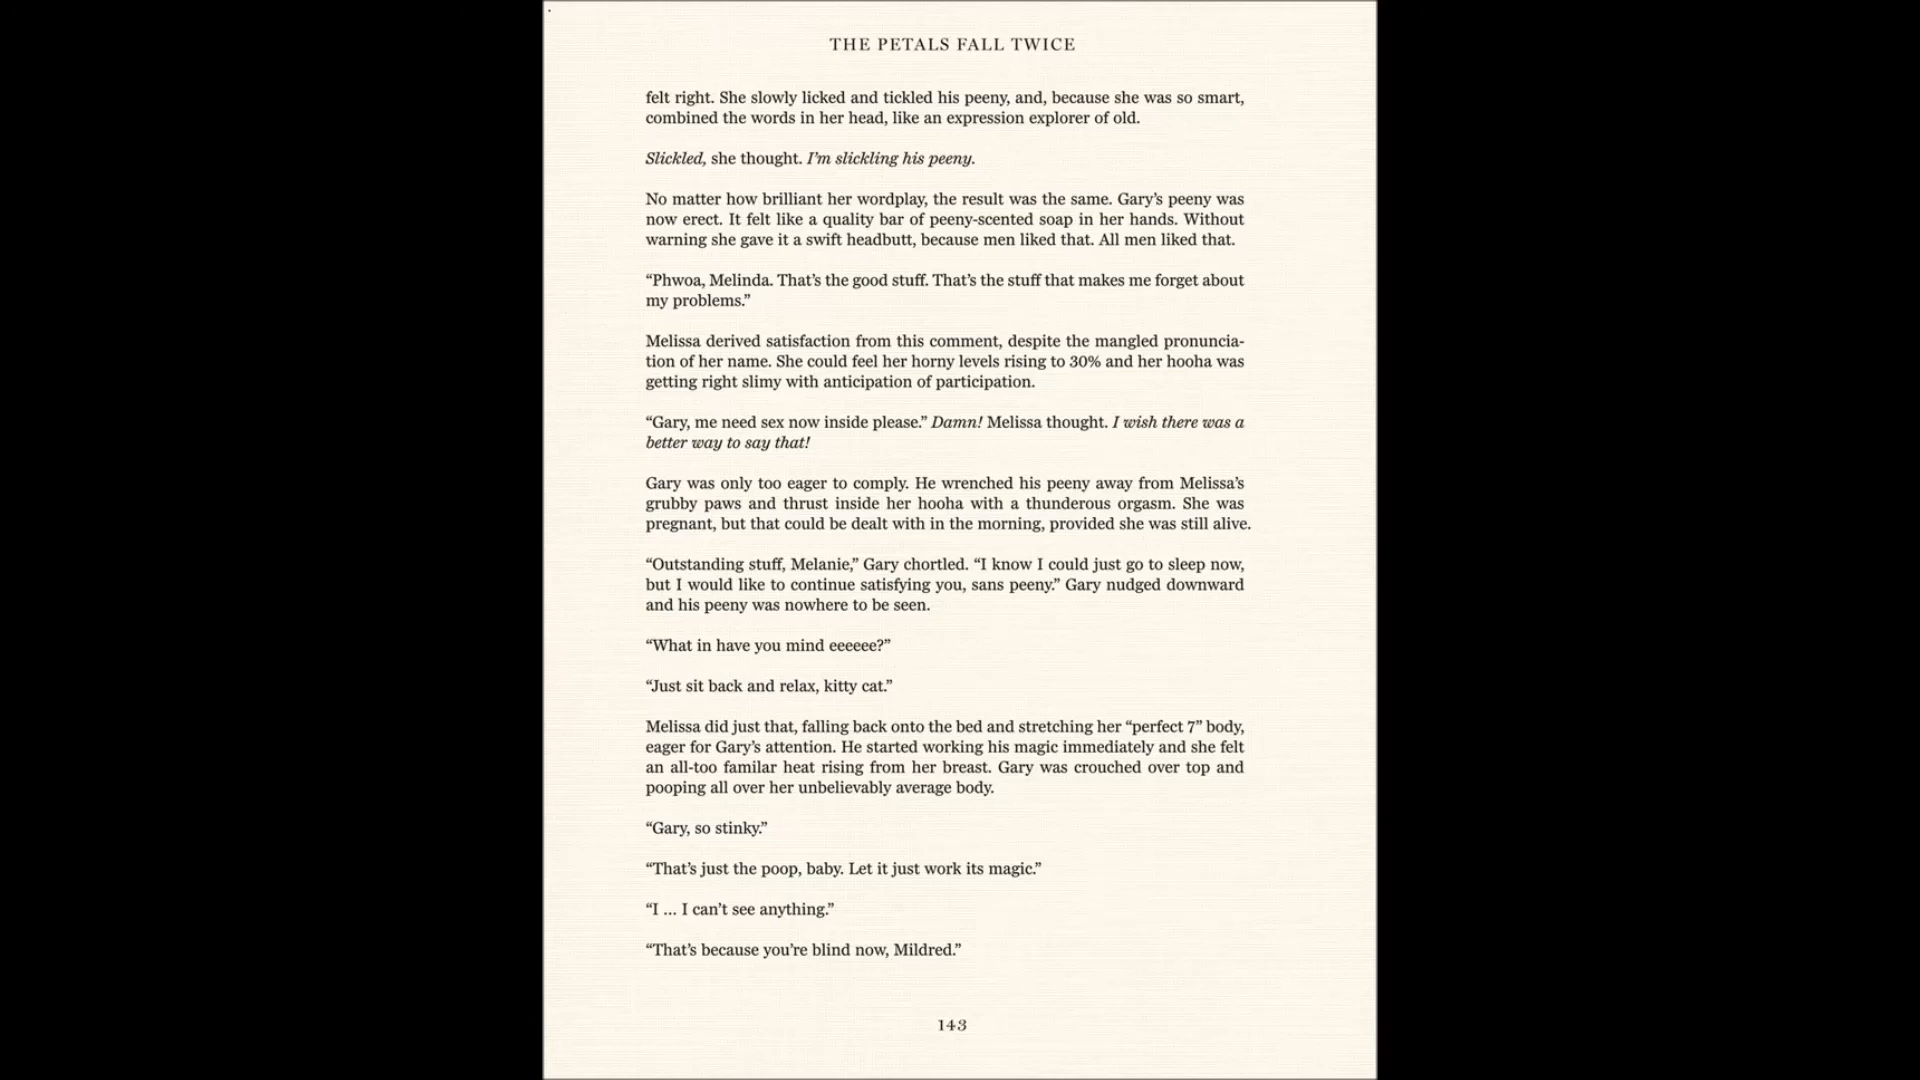 THE PETALS FALL TWICE
felt right. She slowly licked and tickled his peeny, and, because she was so smart,
combined the words in her head, like an expression explorer of old.
Slickled, she thought. I’m slickling his peeny.
No matter how brilliant her wordplay, the result was the same. Gary’s peeny was
now erect. It felt like a quality bar of peeny-scented soap in her hands. Without
warning she gave it a swift headbutt, because men liked that. All men liked that.
“Phwoa, Melinda. That’s the good stuff. That’s the stuff that makes me forget about
my problems.”
Melissa derived satisfaction from this comment, despite the mangled pronuncia-
tion of her name. She could feel her horny levels rising to 30% and her hooha was
getting right slimy with anticipation of participation.
“Gary, me need sex now inside please.” Damn! Melissa thought. I wish there was a
better way to say that!
Gary was only too eager to comply. He wrenched his peeny away from Melissa’s
grubby paws and thrust inside her hooha with a thunderous orgasm. She was
pregnant, but that could be dealt with in the morning, provided she was still alive.
“Outstanding stuff, Melanie,” Gary chortled. “I know I could just go to sleep now,
but I would like to continue satisfying you, sans peeny.” Gary nudged downward
and his peeny was nowhere to be seen.
“What in have you mind eeeeee?”
“Just sit back and relax, kitty cat.”
Melissa did just that, falling back onto the bed and stretching her “perfect 7” body,
eager for Gary’s attention. He started working his magic immediately and she felt
an all-too familar heat rising from her breast. Gary was crouched over top and
pooping all over her unbelievably average body.
“Gary, so stinky.”
“That’s just the poop, baby. Let it just work its magic.”
“I ... I can’t see anything.”
“That’s because you’re blind now, Mildred.”
143